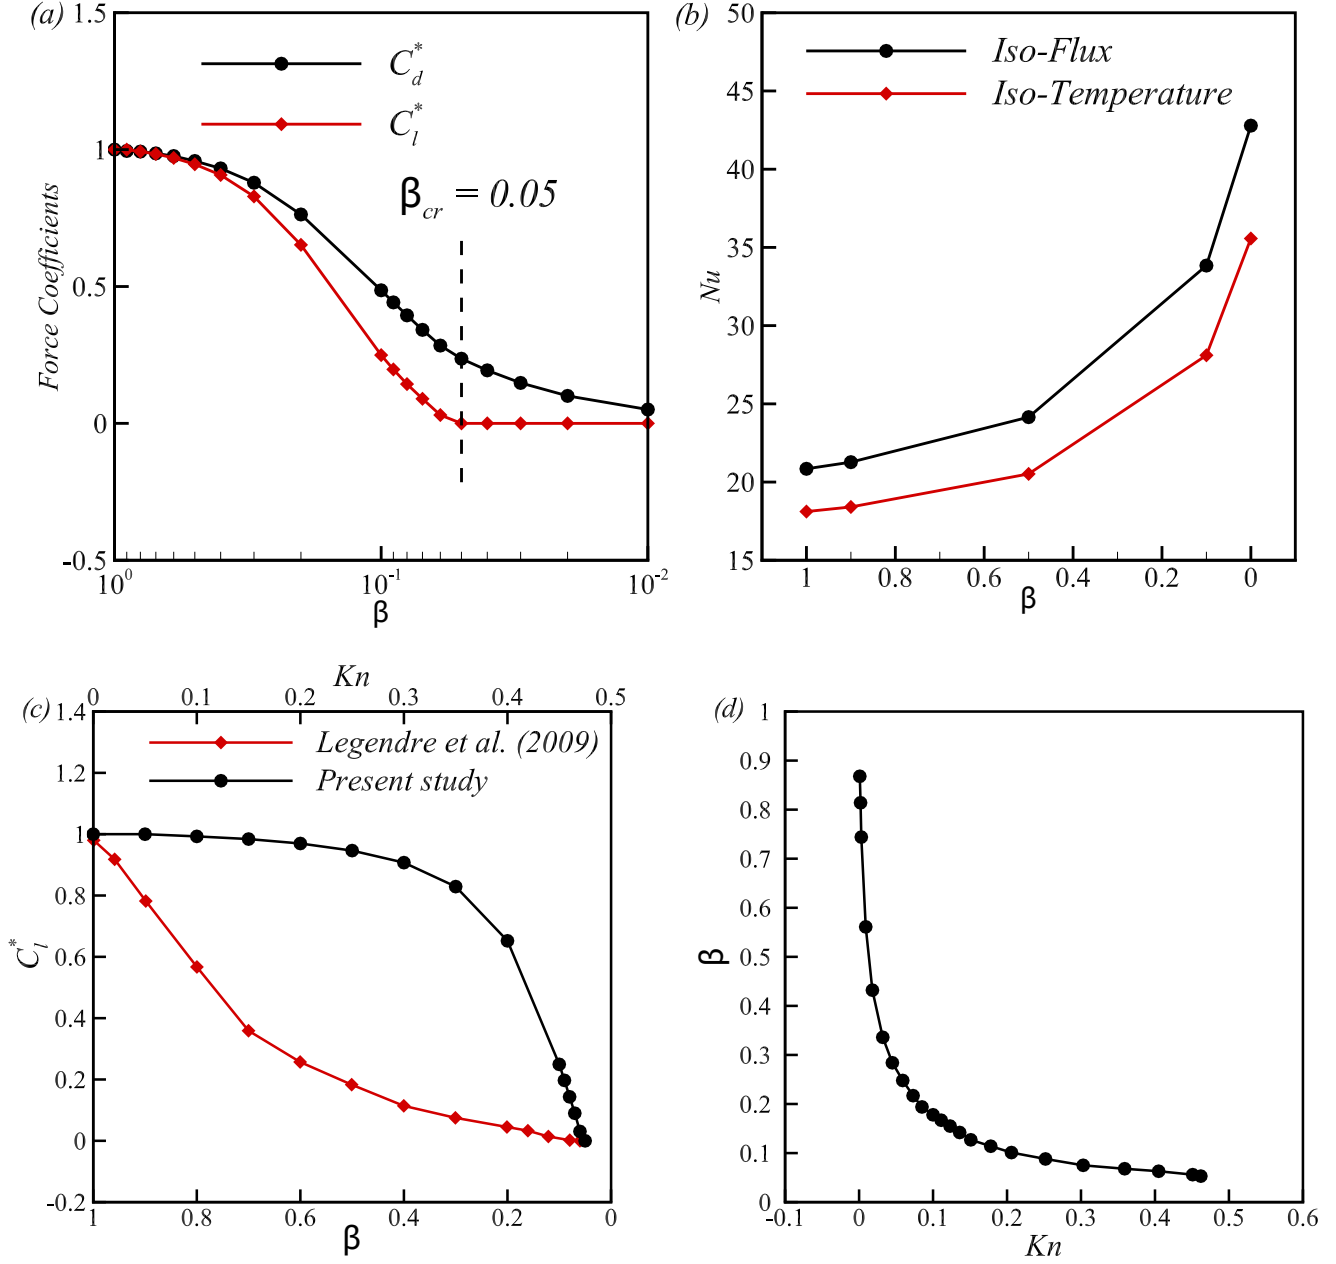 (a)
1.5
1
0.5
0
-0.5
Force Coefficients
C_d^*
C_l^*
β_cr = 0.05
10^0 10^-1 10^-2
β
(b)
50
45
40
35
30
25
20
15
Nu
Iso-Flux
Iso-Temperature
1 0.8 0.6 0.4 0.2 0
β
Kn
0 0.1 0.2 0.3 0.4 0.5
(c)
1.4
1.2
1
0.8
0.6
0.4
0.2
0
-0.2
C_l^*
Legendre et al. (2009)
Present study
1 0.8 0.6 0.4 0.2 0
β
(d)
1
0.9
0.8
0.7
0.6
0.5
0.4
0.3
0.2
0.1
0
β
-0.1 0 0.1 0.2 0.3 0.4 0.5 0.6
Kn